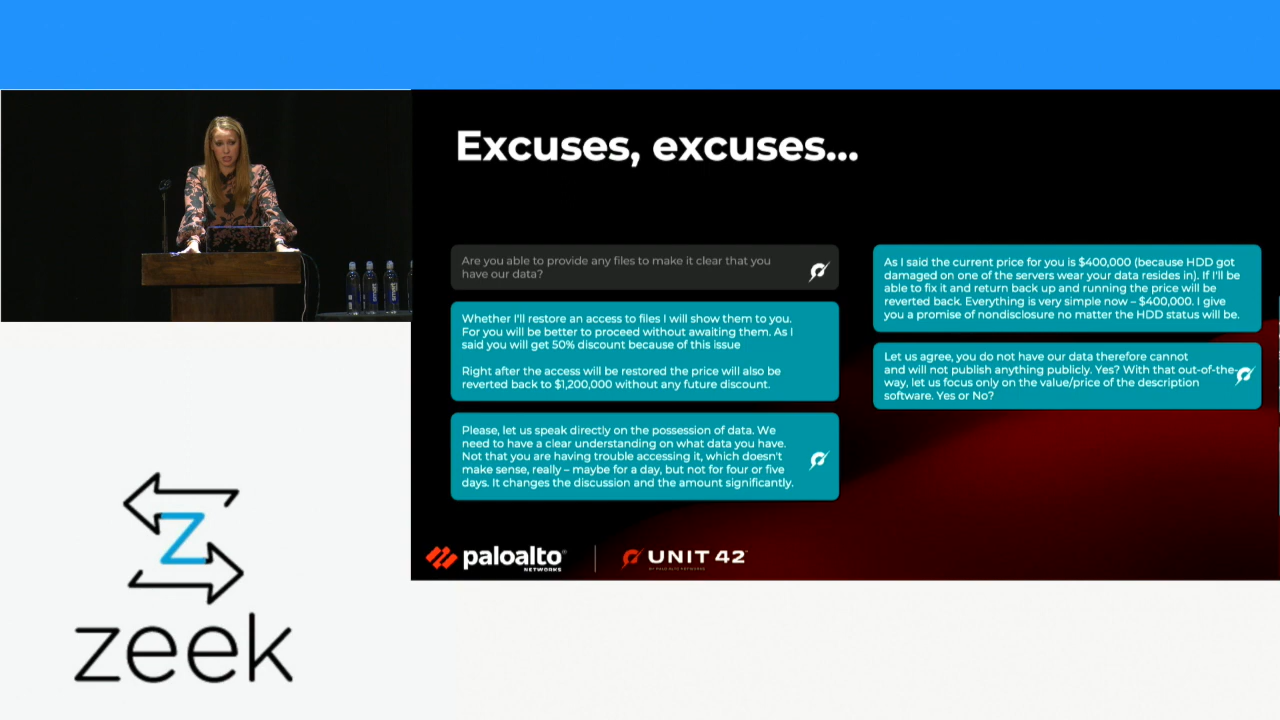 Excuses, excuses...
Are you able to provide any files to make it clear that you
have our data?
Whether I'll restore an access to files I will show them to you.
For you will be better to proceed without awaiting them. As I
said you will get 50% discount because of this issue
Right after the access will be restored the price will also be
reverted back to $1,200,000 without any future discount.
Please, let us speak directly on the possession of data. We
need to have a clear understanding on what data you have.
Not that you are having trouble accessing it, which doesn't
make sense, really – maybe for a day, but not for four or five
days. It changes the discussion and the amount significantly.
As I said the current price for you is $400,000 (because HDD got
damaged on one of the servers wear your data resides in). If I'll be
able to fix it and return back up and running the price will be
reverted back. Everything is very simple now – $400,000. I give
you a promise of nondisclosure no matter the HDD status will be.
Let us agree, you do not have our data therefore cannot
and will not publish anything publicly. Yes? With that out-of-the-
way, let us focus only on the value/price of the description
software. Yes or No?
paloalto
NETWORKS
UNIT 42
BY PALO ALTO NETWORKS
z
zeek